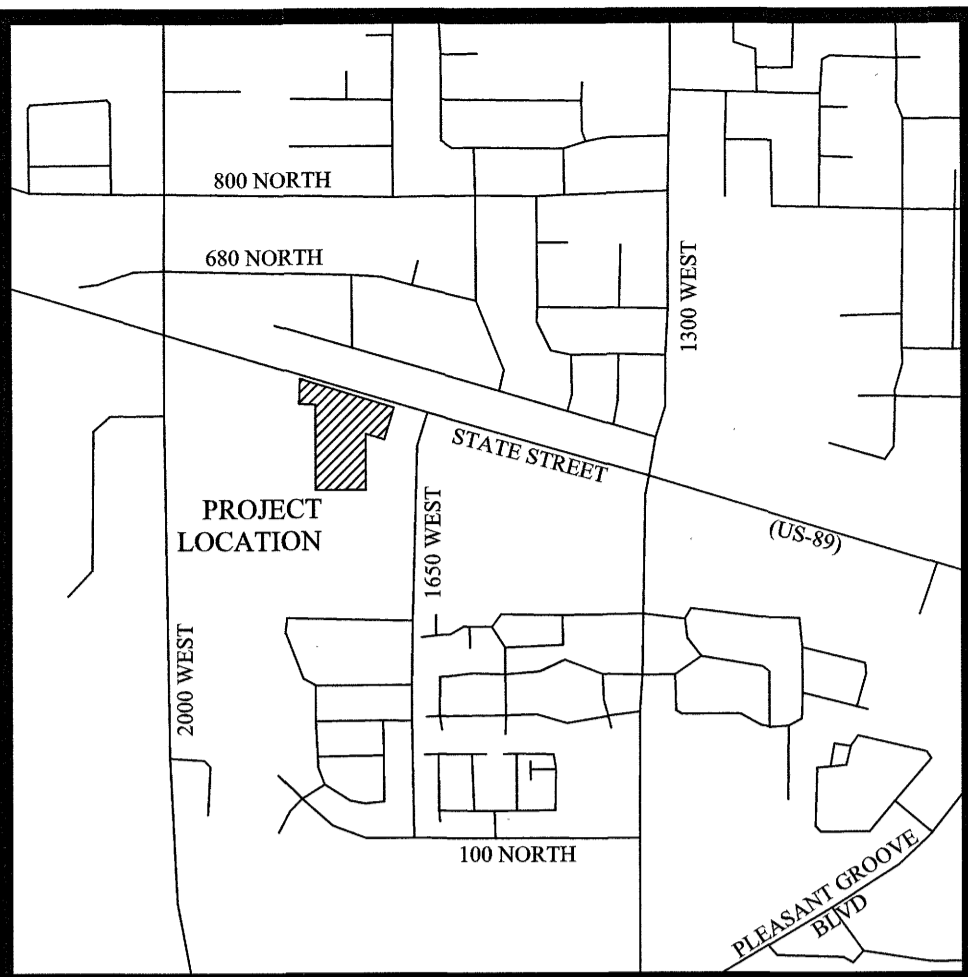 800 NORTH
680 NORTH
1300 WEST
STATE STREET
(US-89)
PROJECT
LOCATION
1650 WEST
2000 WEST
100 NORTH
PLEASANT GROOVE
BLVD